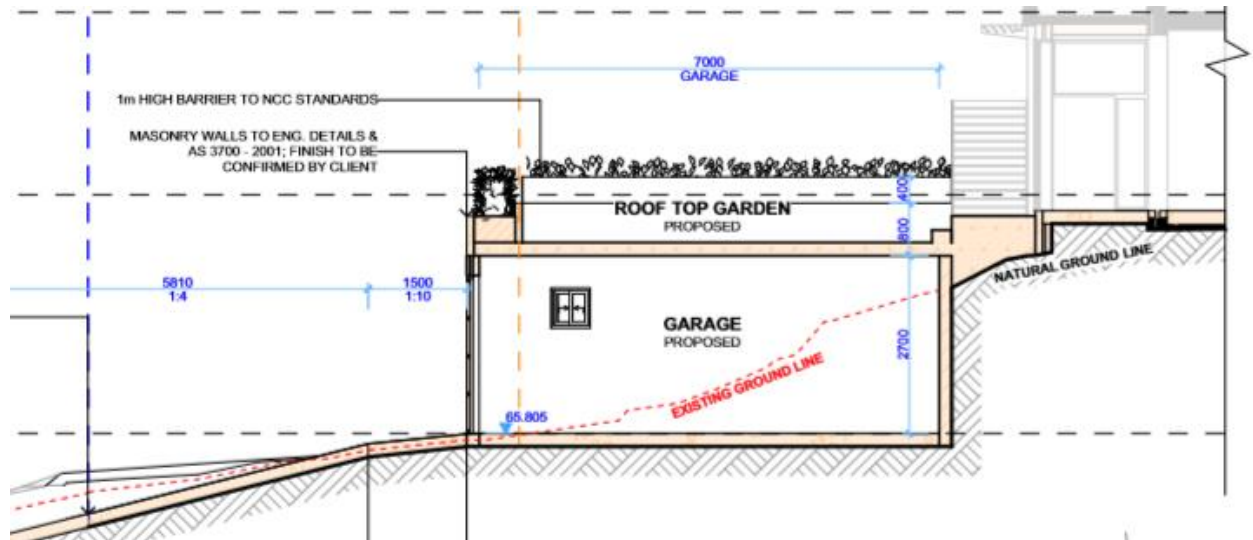 7000
GARAGE
1m HIGH BARRIER TO NCC STANDARDS
MASONRY WALLS TO ENG. DETAILS &
AS 3700 - 2001; FINISH TO BE
CONFIRMED BY CLIENT
400
ROOF TOP GARDEN
PROPOSED
800
NATURAL GROUND LINE
5810
1:4
1500
1:10
GARAGE
PROPOSED
2700
EXISTING GROUND LINE
65.805